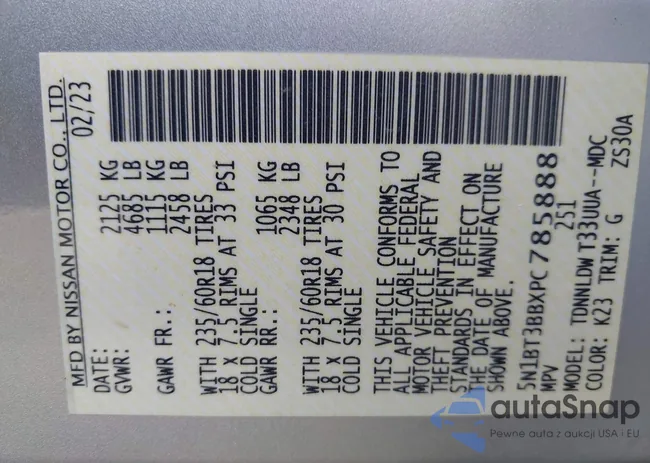 MFD BY NISSAN MOTOR CO., LTD.
DATE: 02/23
GVWR: 2125 KG
4685 LB
GAWR FR.: 1115 KG
2458 LB
WITH 235/60R18 TIRES
18 x 7.5 RIMS AT 33 PSI
COLD SINGLE
GAWR RR.: 1065 KG
2348 LB
WITH 235/60R18 TIRES
18 x 7.5 RIMS AT 30 PSI
COLD SINGLE
THIS VEHICLE CONFORMS TO
ALL APPLICABLE FEDERAL
MOTOR VEHICLE SAFETY AND
THEFT PREVENTION
STANDARDS IN EFFECT ON
THE DATE OF MANUFACTURE
SHOWN ABOVE.
5N1BT3BBXPC785888
MPV 251
MODEL: TDNNLDW T33UUA--MDC
COLOR: K23 TRIM: G ZS30A
autaSnap
Pewne auta z aukcji USA i EU